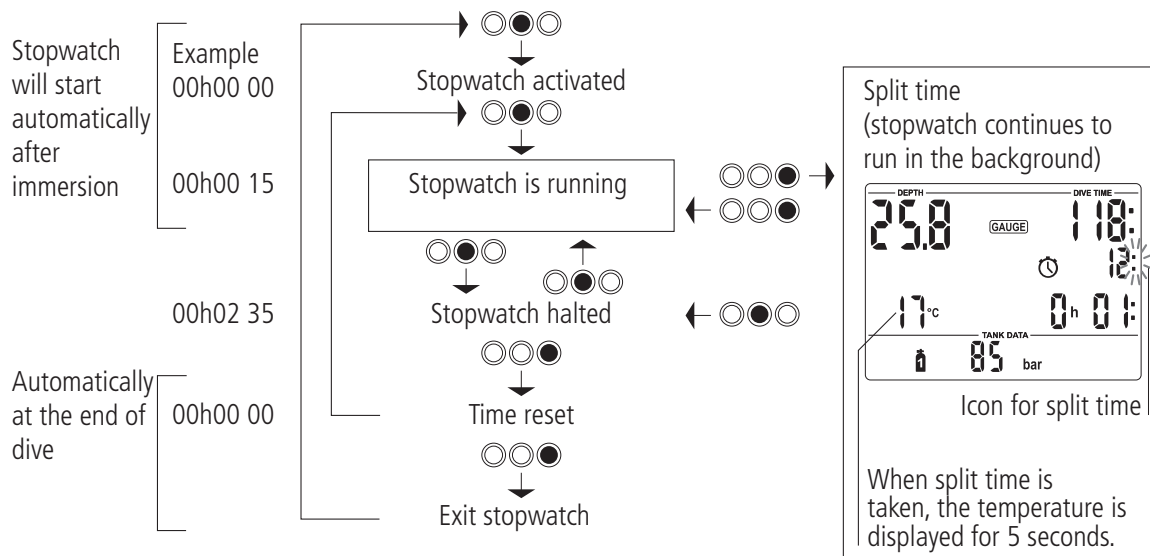 Stopwatch
will start
automatically
after
immersion
Example
00h00 00
00h00 15
00h02 35
Automatically
at the end of
dive
00h00 00
Stopwatch activated
Stopwatch is running
Stopwatch halted
Time reset
Exit stopwatch
Split time
(stopwatch continues to
run in the background)
DEPTH DIVE TIME
25.8 GAUGE 118:
12:
17°C 0h 01:
TANK DATA
1 85 bar
Icon for split time
When split time is
taken, the temperature is
displayed for 5 seconds.